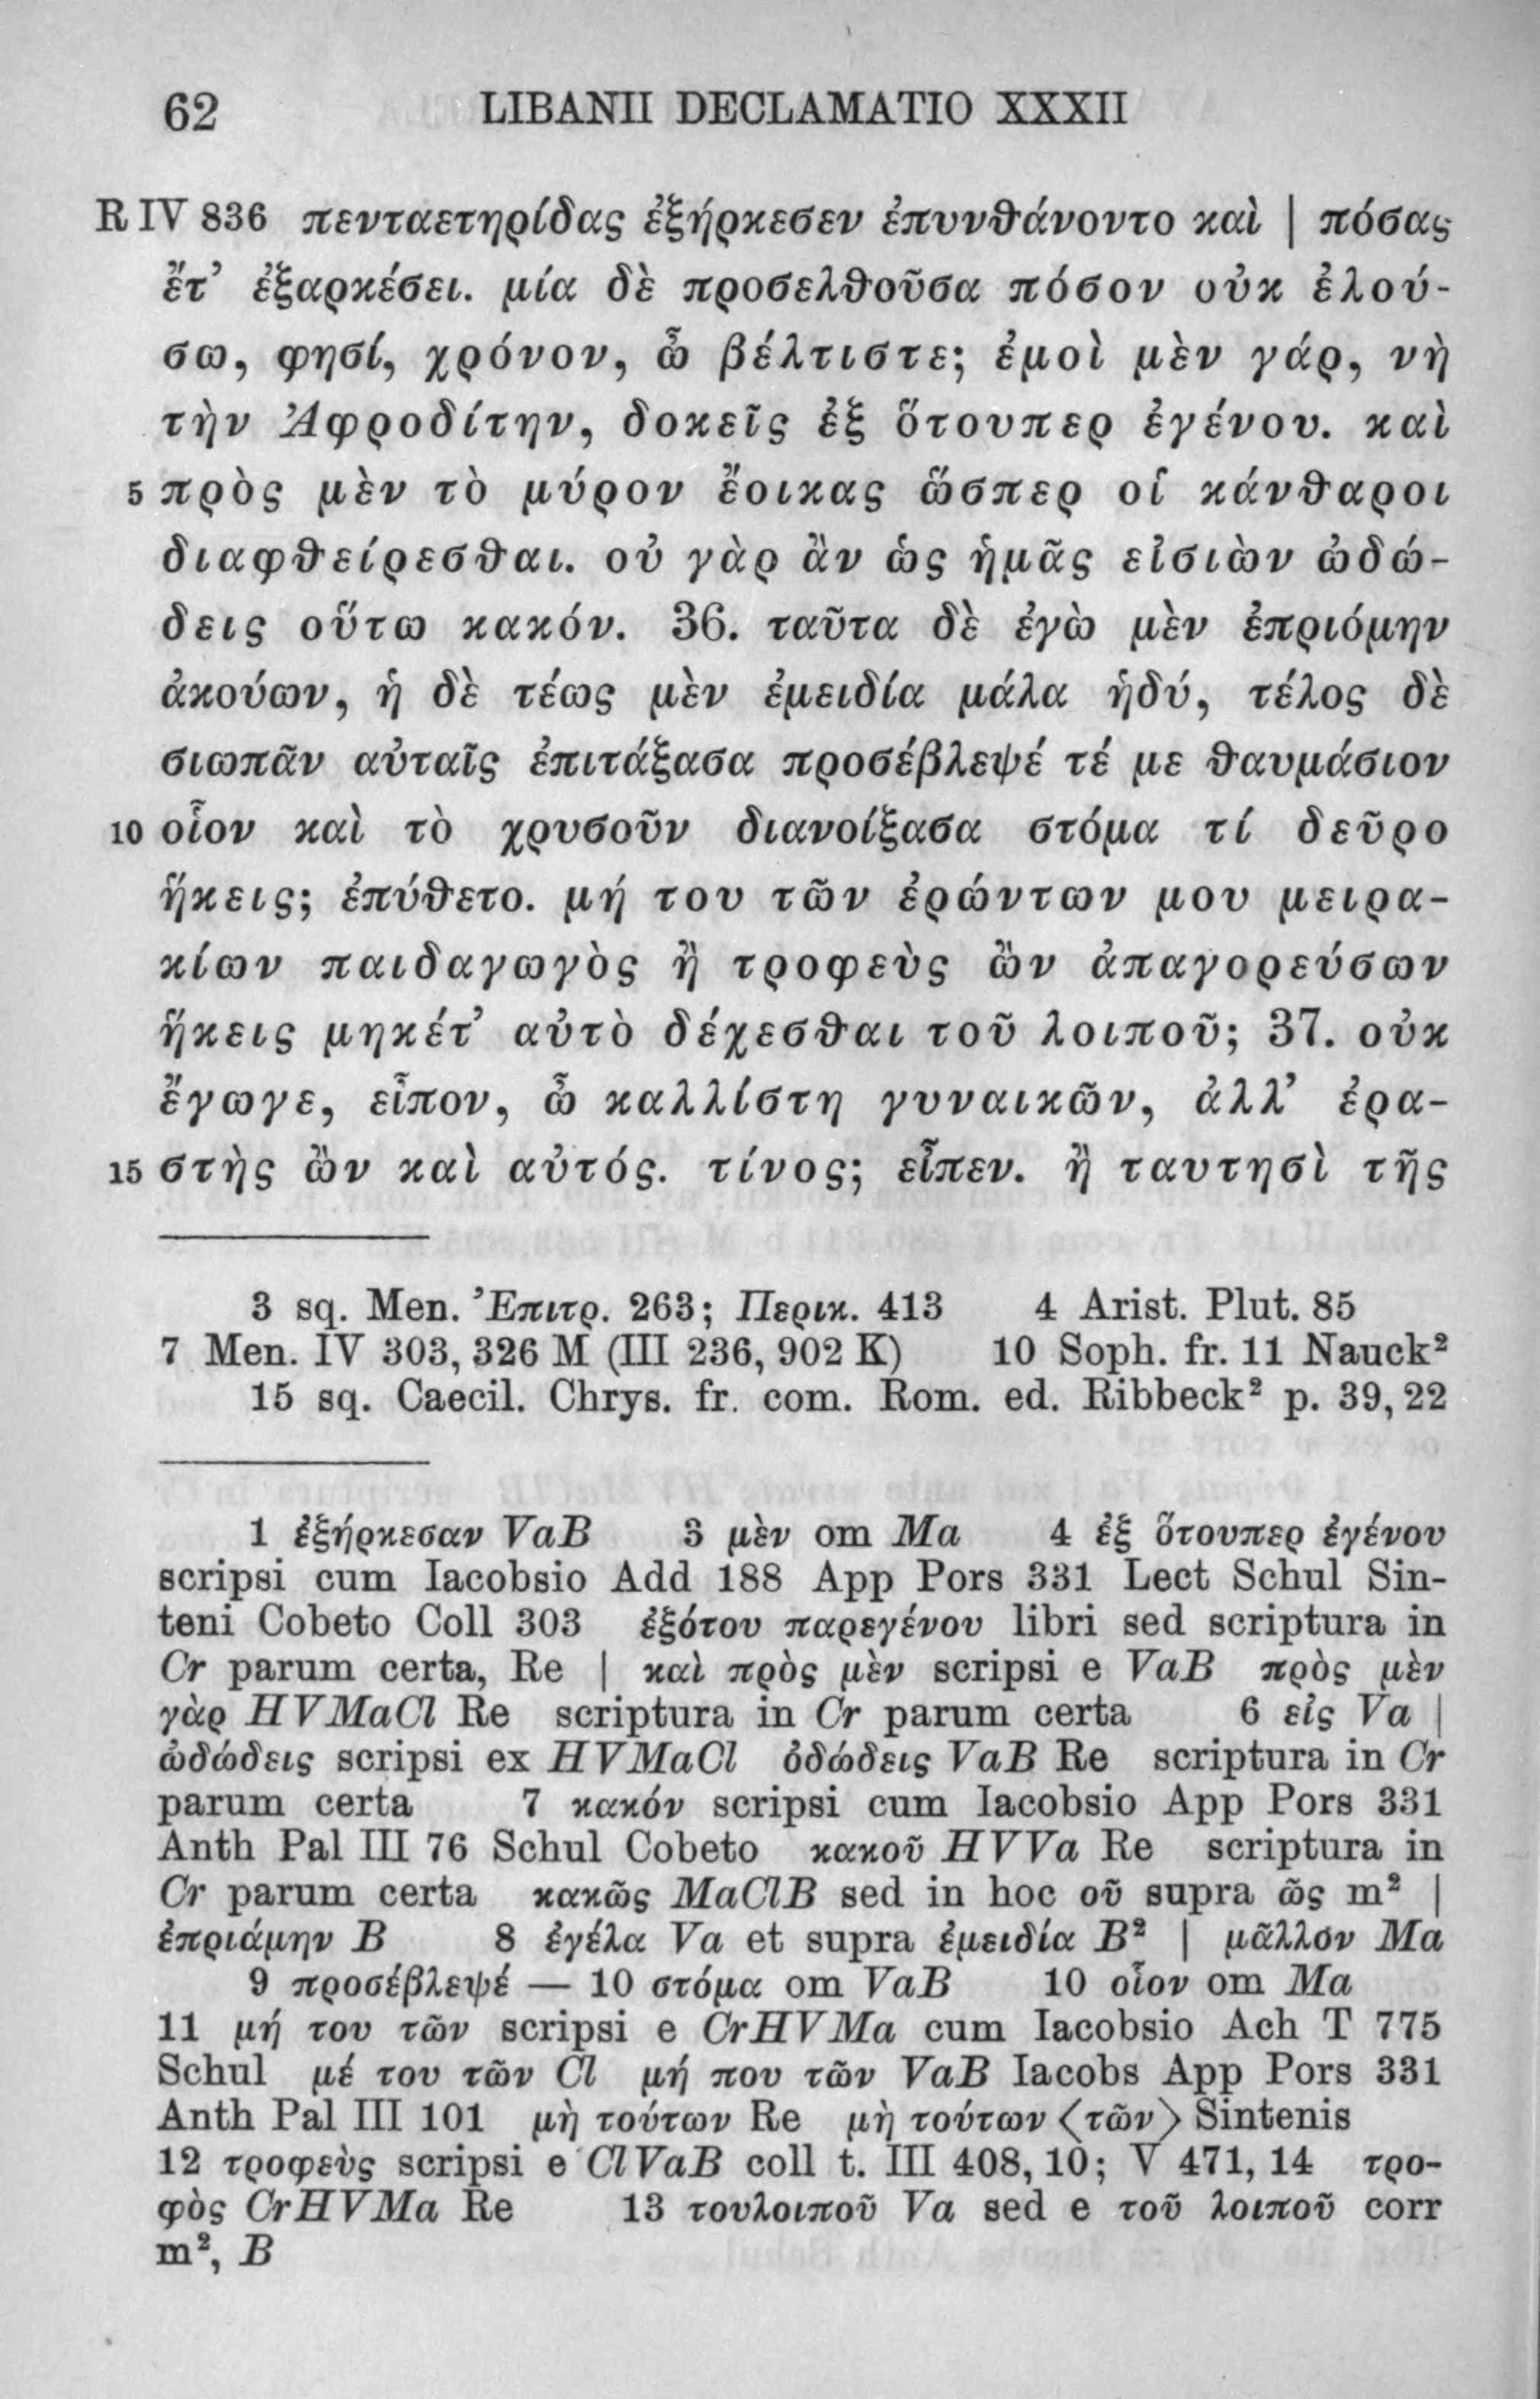 62 LIBANII DECLAMATIO XXXII
R IV 836 πενταετηρίδας ἐξήρκεσεν ἐπυνθάνοντο καὶ | πόσας
ἔτ’ ἐξαρκέσει. μία δὲ προσελθοῦσα πόσον οὐκ ἐλού-
σω, φησί, χρόνον, ὦ βέλτιστε; ἐμοὶ μὲν γάρ, νὴ
τὴν Ἀφροδίτην, δοκεῖς ἐξ ὅτουπερ ἐγένου. καὶ
5 πρὸς μὲν τὸ μύρον ἔοικας ὥσπερ οἱ κάνθαροι
διαφθείρεσθαι. οὐ γὰρ ἂν ὡς ἡμᾶς εἰσιὼν ὠδώ-
δεις οὕτω κακόν. 36. ταῦτα δὲ ἐγὼ μὲν ἐπριόμην
ἀκούων, ἡ δὲ τέως μὲν ἐμειδία μάλα ἡδύ, τέλος δὲ
σιωπᾶν αὐταῖς ἐπιτάξασα προσέβλεψέ τέ με θαυμάσιον
10 οἷον καὶ τὸ χρυσοῦν διανοίξασα στόμα τί δεῦρο
ἥκεις; ἐπύθετο. μή του τῶν ἐρώντων μου μειρα-
κίων παιδαγωγὸς ἢ τροφεὺς ὢν ἀπαγορεύσων
ἥκεις μηκέτ’ αὐτὸ δέχεσθαι τοῦ λοιποῦ; 37. οὐκ
ἔγωγε, εἶπον, ὦ καλλίστη γυναικῶν, ἀλλ’ ἐρα-
15 στὴς ὢν καὶ αὐτός. τίνος; εἶπεν. ἢ ταυτησὶ τῆς
3 sq. Men. Ἐπιτρ. 263; Περικ. 413 4 Arist. Plut. 85
7 Men. IV 303, 326 M (III 236, 902 K) 10 Soph. fr. 11 Nauck²
15 sq. Caecil. Chrys. fr. com. Rom. ed. Ribbeck² p. 39, 22
1 ἐξήρκεσαν VaB 3 μὲν om Ma 4 ἐξ ὅτουπερ ἐγένου
scripsi cum Iacobsio Add 188 App Pors 331 Lect Schul Sin-
teni Cobeto Coll 303 ἐξότου παρεγένου libri sed scriptura in
Cr parum certa, Re | καὶ πρὸς μὲν scripsi e VaB πρὸς μὲν
γὰρ HVMaCl Re scriptura in Cr parum certa 6 εἰς Va |
ὠδώδεις scripsi ex HVMaCl ὀδώδεις VaB Re scriptura in Cr
parum certa 7 κακόν scripsi cum Iacobsio App Pors 331
Anth Pal III 76 Schul Cobeto κακοῦ HVVa Re scriptura in
Cr parum certa κακῶς MaClB sed in hoc οῦ supra ῶς m² |
ἐπριάμην B 8 ἐγέλα Va et supra ἐμειδία B² | μᾶλλον Ma
9 προσέβλεψέ — 10 στόμα om VaB 10 οἷον om Ma
11 μή του τῶν scripsi e CrHVMa cum Iacobsio Ach T 775
Schul μέ του τῶν Cl μή που τῶν VaB Iacobs App Pors 331
Anth Pal III 101 μὴ τούτων Re μὴ τούτων ⟨τῶν⟩ Sintenis
12 τροφεὺς scripsi e ClVaB coll t. III 408, 10; V 471, 14 τρο-
φὸς CrHVMa Re 13 τουλοιποῦ Va sed e τοῦ λοιποῦ corr
m², B